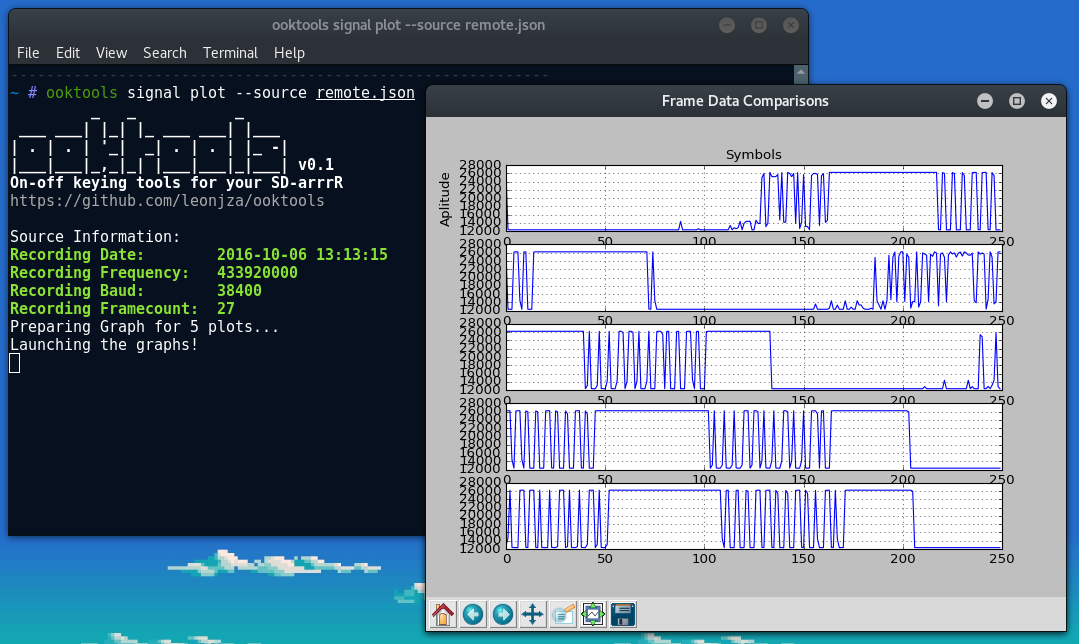 ooktools signal plot --source remote.json
File Edit View Search Terminal Help
~ # ooktools signal plot --source remote.json
v0.1
On-off keying tools for your SD-arrrR
https://github.com/leonjza/ooktools
Source Information:
Recording Date: 2016-10-06 13:13:15
Recording Frequency: 433920000
Recording Baud: 38400
Recording Framecount: 27
Preparing Graph for 5 plots...
Launching the graphs!
Frame Data Comparisons
Symbols
Aplitude
28000
26000
24000
22000
20000
18000
16000
14000
12000
0 50 100 150 200 250
28000
26000
24000
22000
20000
18000
16000
14000
12000
0 50 100 150 200 250
28000
26000
24000
22000
20000
18000
16000
14000
12000
0 50 100 150 200 250
28000
26000
24000
22000
20000
18000
16000
14000
12000
0 50 100 150 200 250
28000
26000
24000
22000
20000
18000
16000
14000
12000
0 50 100 150 200 250